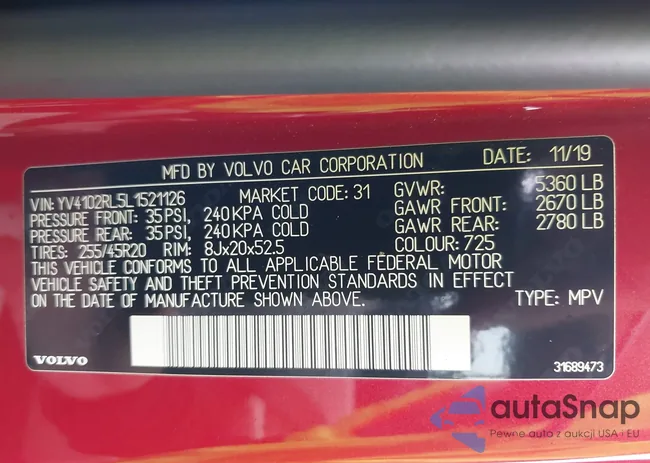 MFD BY VOLVO CAR CORPORATION DATE: 11/19
VIN: YV4102RL5L1521126 MARKET CODE: 31 GVWR: 5360 LB
PRESSURE FRONT: 35 PSI, 240 KPA COLD GAWR FRONT: 2670 LB
PRESSURE REAR: 35 PSI, 240 KPA COLD GAWR REAR: 2780 LB
TIRES: 255/45R20 RIM: 8Jx20x52.5 COLOUR: 725
THIS VEHICLE CONFORMS TO ALL APPLICABLE FEDERAL MOTOR
VEHICLE SAFETY AND THEFT PREVENTION STANDARDS IN EFFECT
ON THE DATE OF MANUFACTURE SHOWN ABOVE. TYPE: MPV
VOLVO 31689473
autaSnap
Pewne auta z aukcji USA i EU